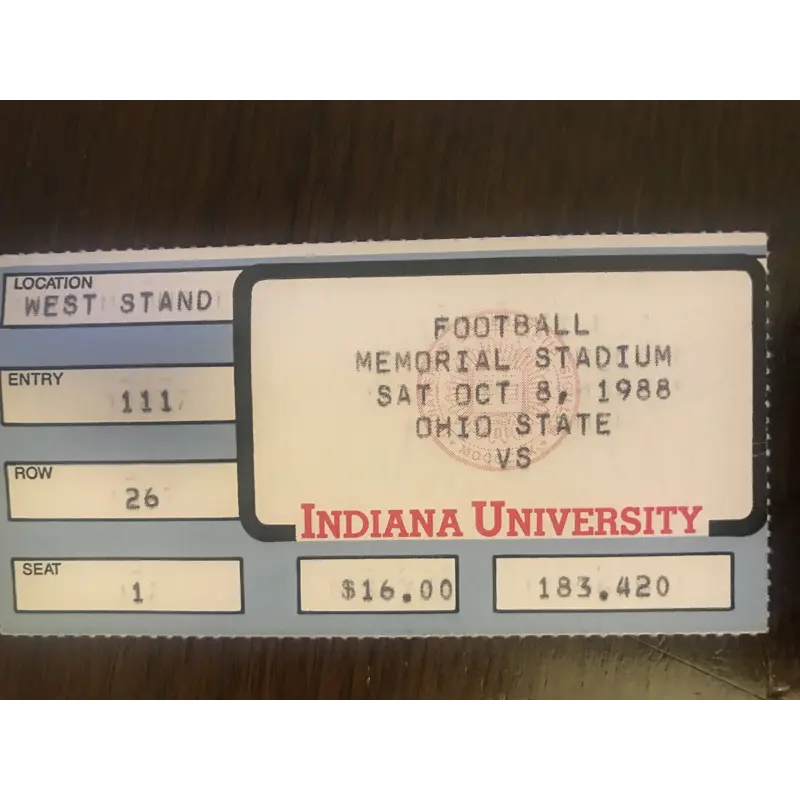 LOCATION
WEST STAND
ENTRY
111
ROW
26
SEAT
1
FOOTBALL
MEMORIAL STADIUM
SAT OCT 8, 1988
OHIO STATE
VS
INDIANA UNIVERSITY
$16.00
183.420